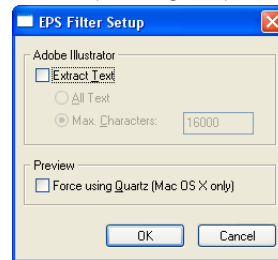 EPS Filter Setup
Adobe Illustrator
Extract Text
All Text
Max. Characters: 16000
Preview
Force using Quartz (Mac OS X only)
OK Cancel